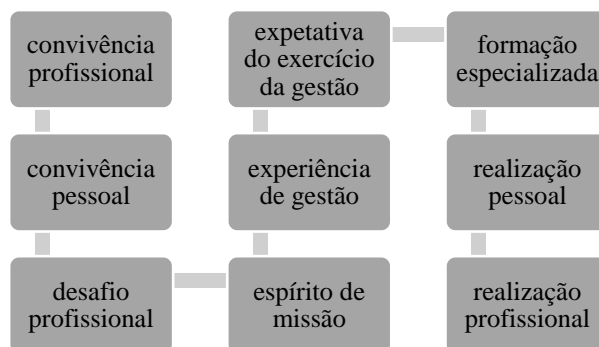 convivência
profissional
convivência
pessoal
desafio
profissional
espírito de
missão
experiência
de gestão
expetativa
do exercício
da gestão
formação
especializada
realização
pessoal
realização
profissional